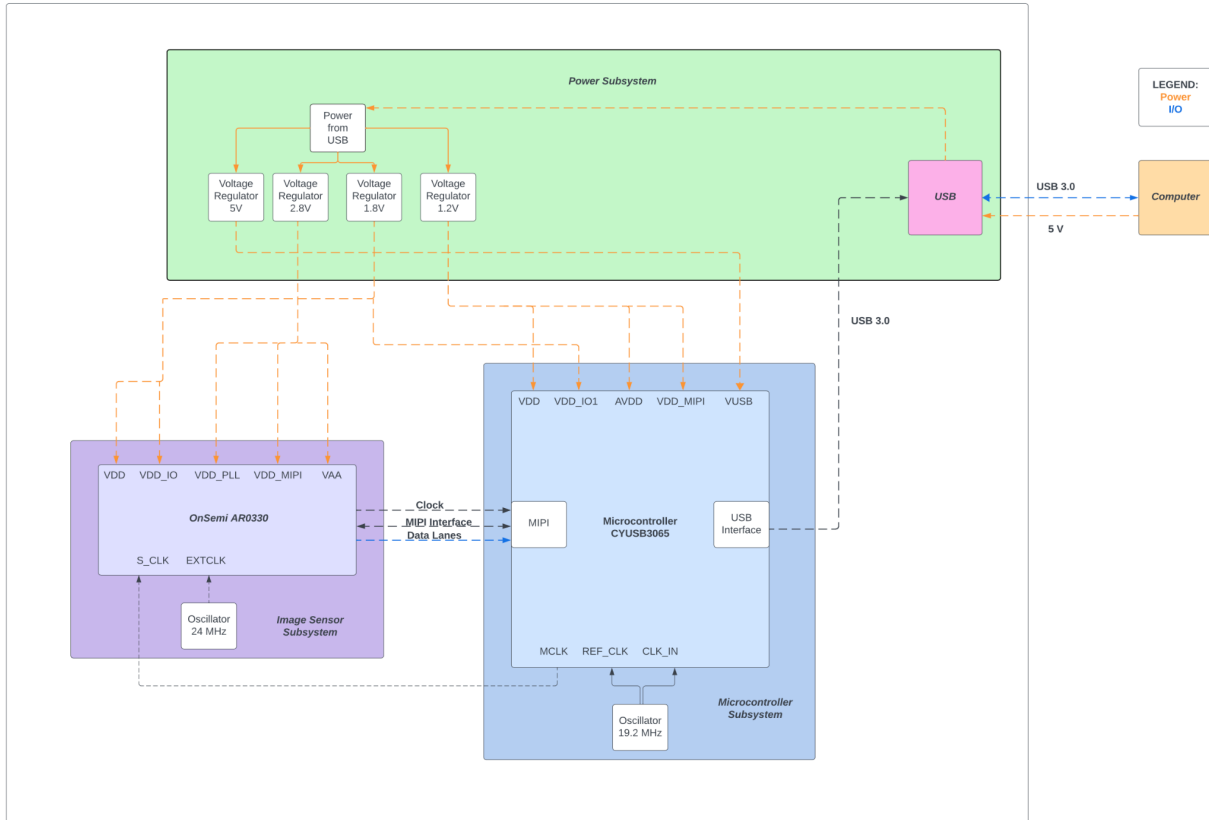 Power Subsystem
LEGEND:
Power
I/O
Power
from
USB
Voltage
Regulator
5V
Voltage
Regulator
2.8V
Voltage
Regulator
1.8V
Voltage
Regulator
1.2V
USB
USB 3.0
5 V
Computer
USB 3.0
VDD
VDD_IO1
AVDD
VDD_MIPI
VUSB
VDD
VDD_IO
VDD_PLL
VDD_MIPI
VAA
OnSemi AR0330
Clock
MIPI Interface
Data Lanes
MIPI
Microcontroller
CYUSB3065
USB
Interface
S_CLK
EXTCLK
Oscillator
24 MHz
Image Sensor
Subsystem
MCLK
REF_CLK
CLK_IN
Oscillator
19.2 MHz
Microcontroller
Subsystem